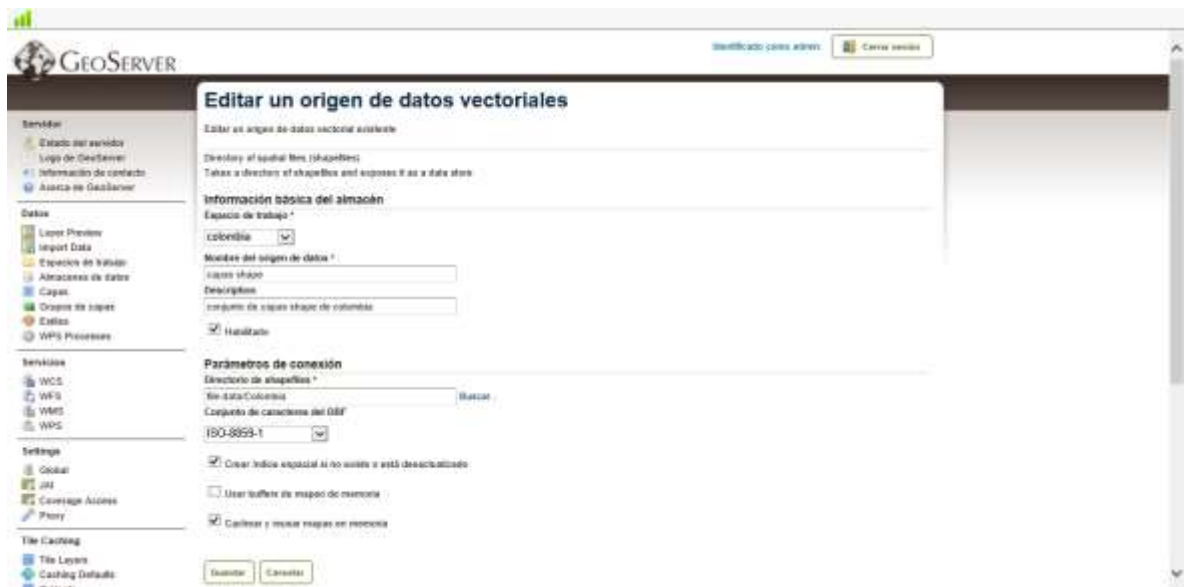 GEOSERVER
Identificado como admin.
Cerrar sesión
Editar un origen de datos vectoriales
Editar un origen de datos vectorial existente
Directory of spatial files (shapefiles)
Takes a directory of shapefiles and exposes it as a data store
Información básica del almacén
Espacio de trabajo *
colombia
Nombre del origen de datos *
capas shape
Description
conjunto de capas shape de colombia
Habilitado
Parámetros de conexión
Directorio de shapefiles *
file:data/Colombia
Buscar...
Conjunto de caracteres del DBF
ISO-8859-1
Crear índice espacial si no existe o está desactualizado
Usar buffers de mapeo de memoria
Cachear y reusar mapas en memoria
Guardar
Cancelar
Servidor
Estado del servidor
Logs de GeoServer
Información de contacto
Acerca de GeoServer
Datos
Layer Preview
Import Data
Espacios de trabajo
Almacenes de datos
Capas
Grupos de capas
Estilos
WPS Processes
Servicios
WCS
WFS
WMS
WPS
Settings
Global
JAI
Coverage Access
Proxy
Tile Caching
Tile Layers
Caching Defaults